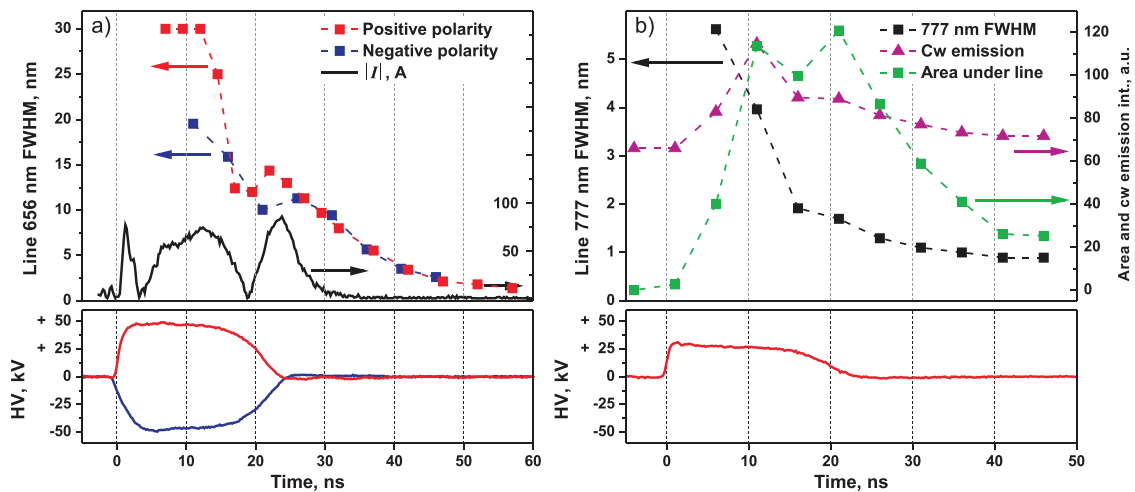 a)
Positive polarity
Negative polarity
|I|, A
Line 656 nm FWHM, nm
30
25
20
15
10
5
0
100
50
HV, kV
+ 50
+ 25
0
-25
-50
0 10 20 30 40 50 60
Time, ns
b)
777 nm FWHM
Cw emission
Area under line
Line 777 nm FWHM, nm
5
4
3
2
1
0
Area and cw emission int., a.u.
120
100
80
60
40
20
0
HV, kV
+ 50
+ 25
0
-25
-50
0 10 20 30 40 50
Time, ns